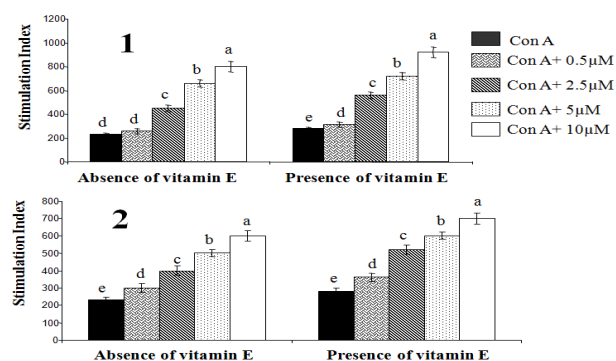 1
Stimulation Index
1200
1000
800
600
400
200
0
d d c b a
e d c b a
Absence of vitamin E Presence of vitamin E
Con A
Con A+ 0.5µM
Con A+ 2.5µM
Con A+ 5µM
Con A+ 10µM
2
Stimulation Index
800
700
600
500
400
300
200
100
0
e d c b a
e d c b a
Absence of vitamin E Presence of vitamin E